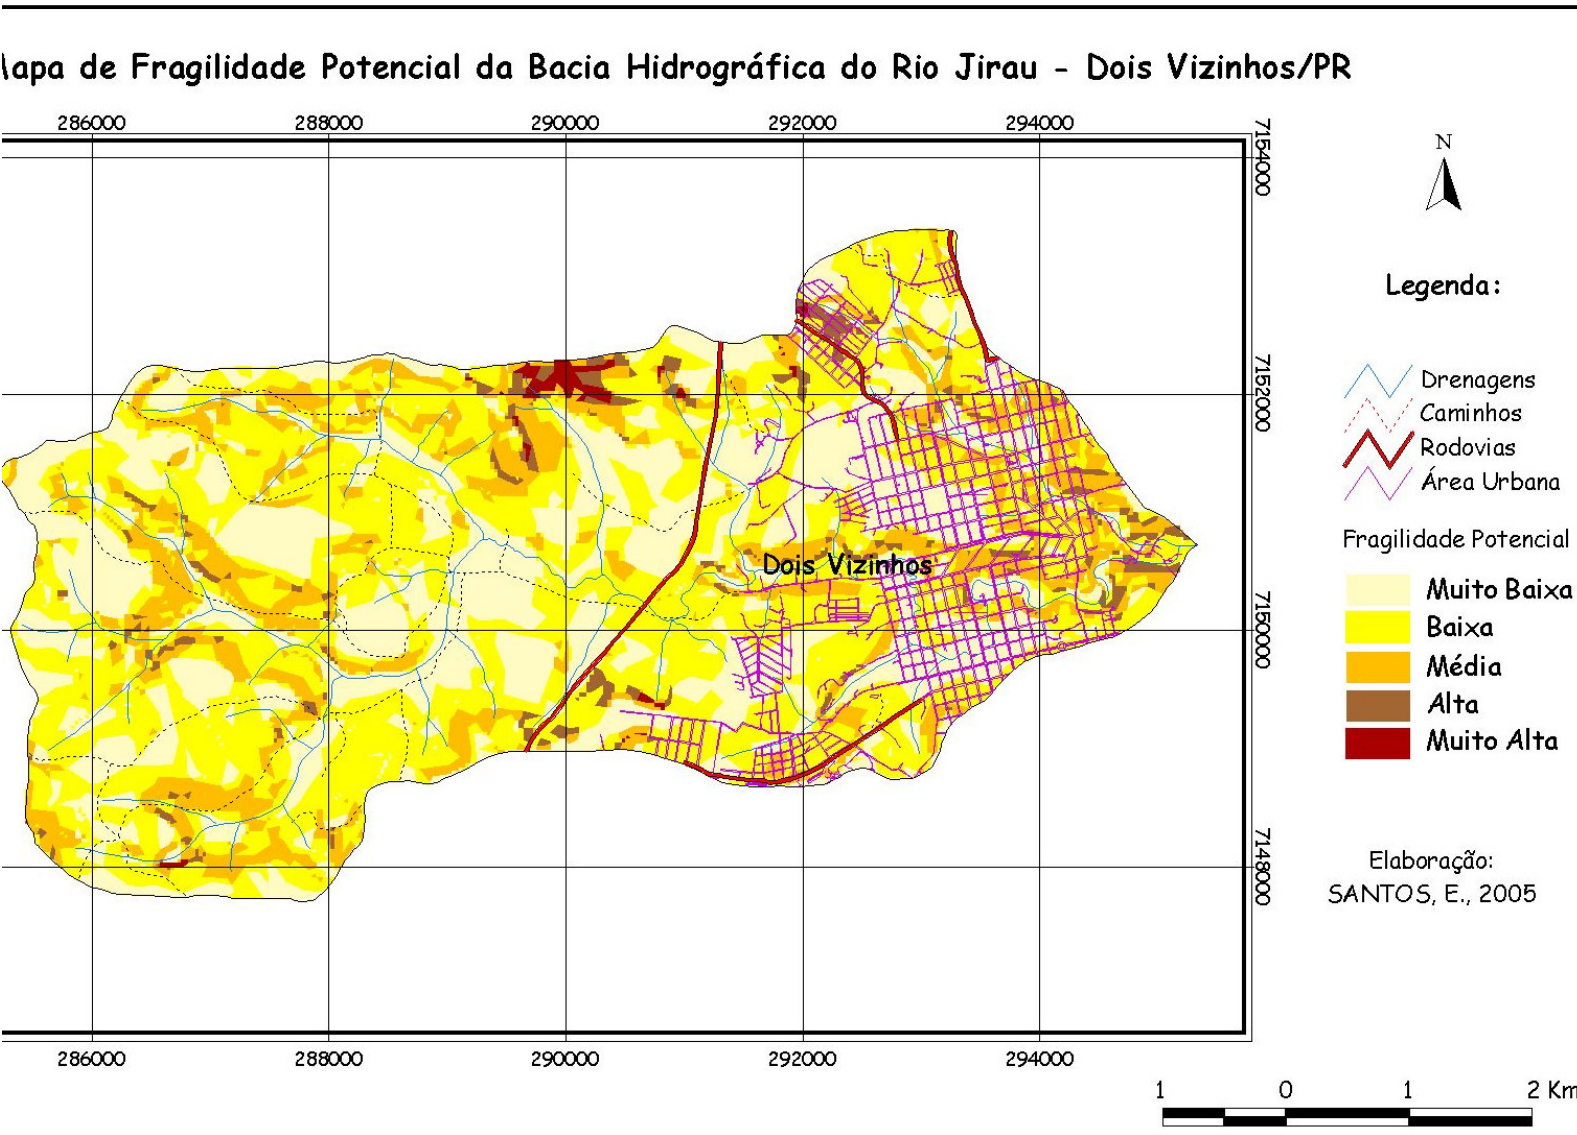 apa de Fragilidade Potencial da Bacia Hidrográfica do Rio Jirau - Dois Vizinhos/PR
286000 288000 290000 292000 294000
7154000
N
Legenda:
7152000
Drenagens
Caminhos
Rodovias
Área Urbana
Fragilidade Potencial
Dois Vizinhos
Muito Baixa
Baixa
7150000
Média
Alta
Muito Alta
7148000
Elaboração:
SANTOS, E., 2005
286000 288000 290000 292000 294000
1 0 1 2 Km